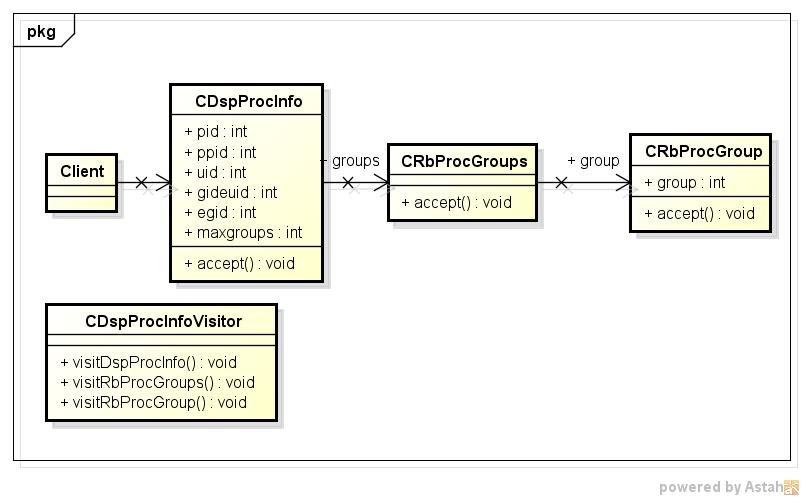 pkg
Client
CDspProcInfo
+ pid : int
+ ppid : int
+ uid : int
+ gideuid : int
+ egid : int
+ maxgroups : int
+ accept() : void
+ groups
CRbProcGroups
+ accept() : void
+ group
CRbProcGroup
+ group : int
+ accept() : void
CDspProcInfoVisitor
+ visitDspProcInfo() : void
+ visitRbProcGroups() : void
+ visitRbProcGroup() : void
powered by Astah